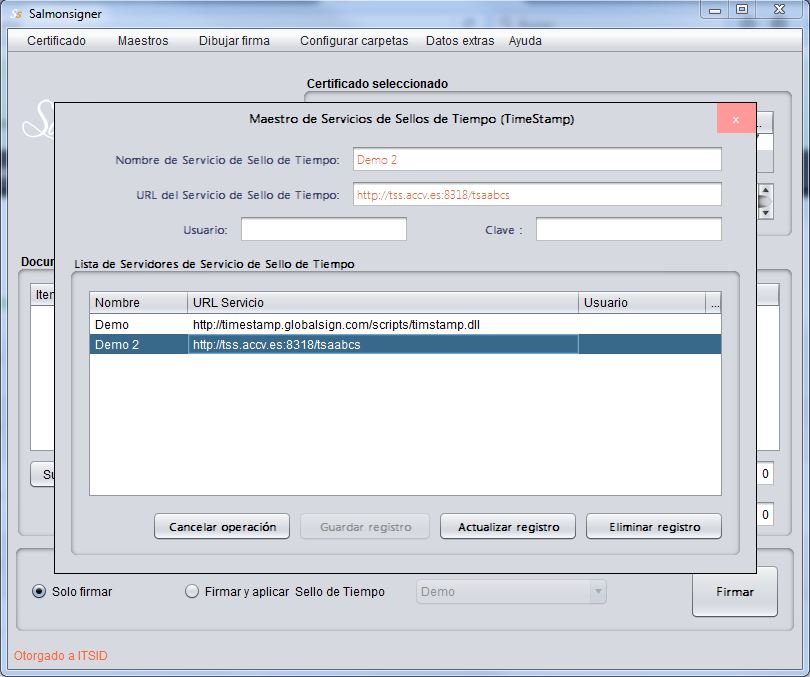 Ss Salmonsigner
Certificado Maestros Dibujar firma Configurar carpetas Datos extras Ayuda
Certificado seleccionado
Maestro de Servicios de Sellos de Tiempo (TimeStamp) x
...
Nombre de Servicio de Sello de Tiempo: Demo 2
URL del Servicio de Sello de Tiempo: http://tss.accv.es:8318/tsaabcs
Usuario: Clave :
Lista de Servidores de Servicio de Sello de Tiempo
Nombre URL Servicio Usuario ...
Demo http://timestamp.globalsign.com/scripts/timstamp.dll
Demo 2 http://tss.accv.es:8318/tsaabcs
0
0
Cancelar operación Guardar registro Actualizar registro Eliminar registro
Solo firmar Firmar y aplicar Sello de Tiempo Demo Firmar
Otorgado a ITSID